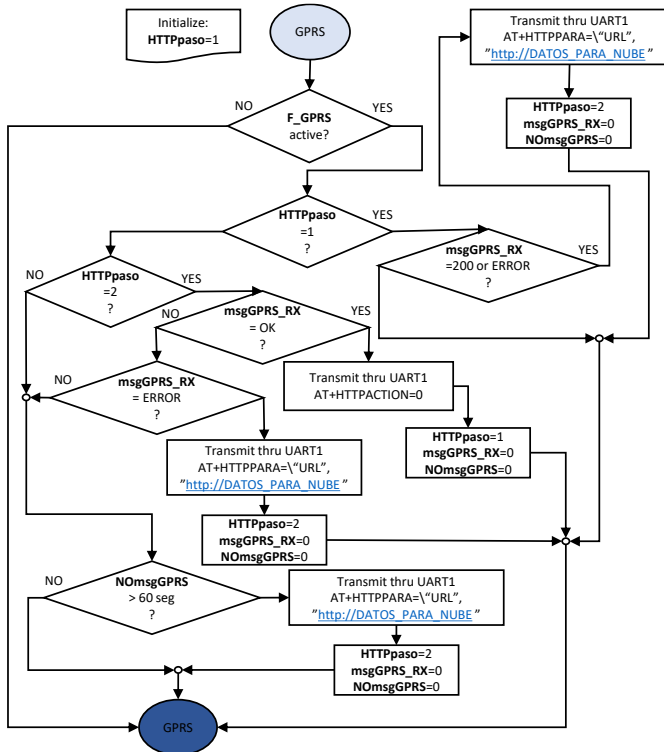 Initialize:
HTTPpaso=1
GPRS
Transmit thru UART1
AT+HTTPPARA=\“URL”,
”http://DATOS_PARA_NUBE”
HTTPpaso=2
msgGPRS_RX=0
NOmsgGPRS=0
NO
F_GPRS
active?
YES
HTTPpaso
=1
?
YES
msgGPRS_RX
=200 or ERROR
?
YES
NO
HTTPpaso
=2
?
YES
NO
msgGPRS_RX
= OK
?
YES
Transmit thru UART1
AT+HTTPACTION=0
HTTPpaso=1
msgGPRS_RX=0
NOmsgGPRS=0
NO
msgGPRS_RX
= ERROR
?
Transmit thru UART1
AT+HTTPPARA=\“URL”,
”http://DATOS_PARA_NUBE”
HTTPpaso=2
msgGPRS_RX=0
NOmsgGPRS=0
NO
NOmsgGPRS
> 60 seg
?
Transmit thru UART1
AT+HTTPPARA=\“URL”,
”http://DATOS_PARA_NUBE”
HTTPpaso=2
msgGPRS_RX=0
NOmsgGPRS=0
GPRS